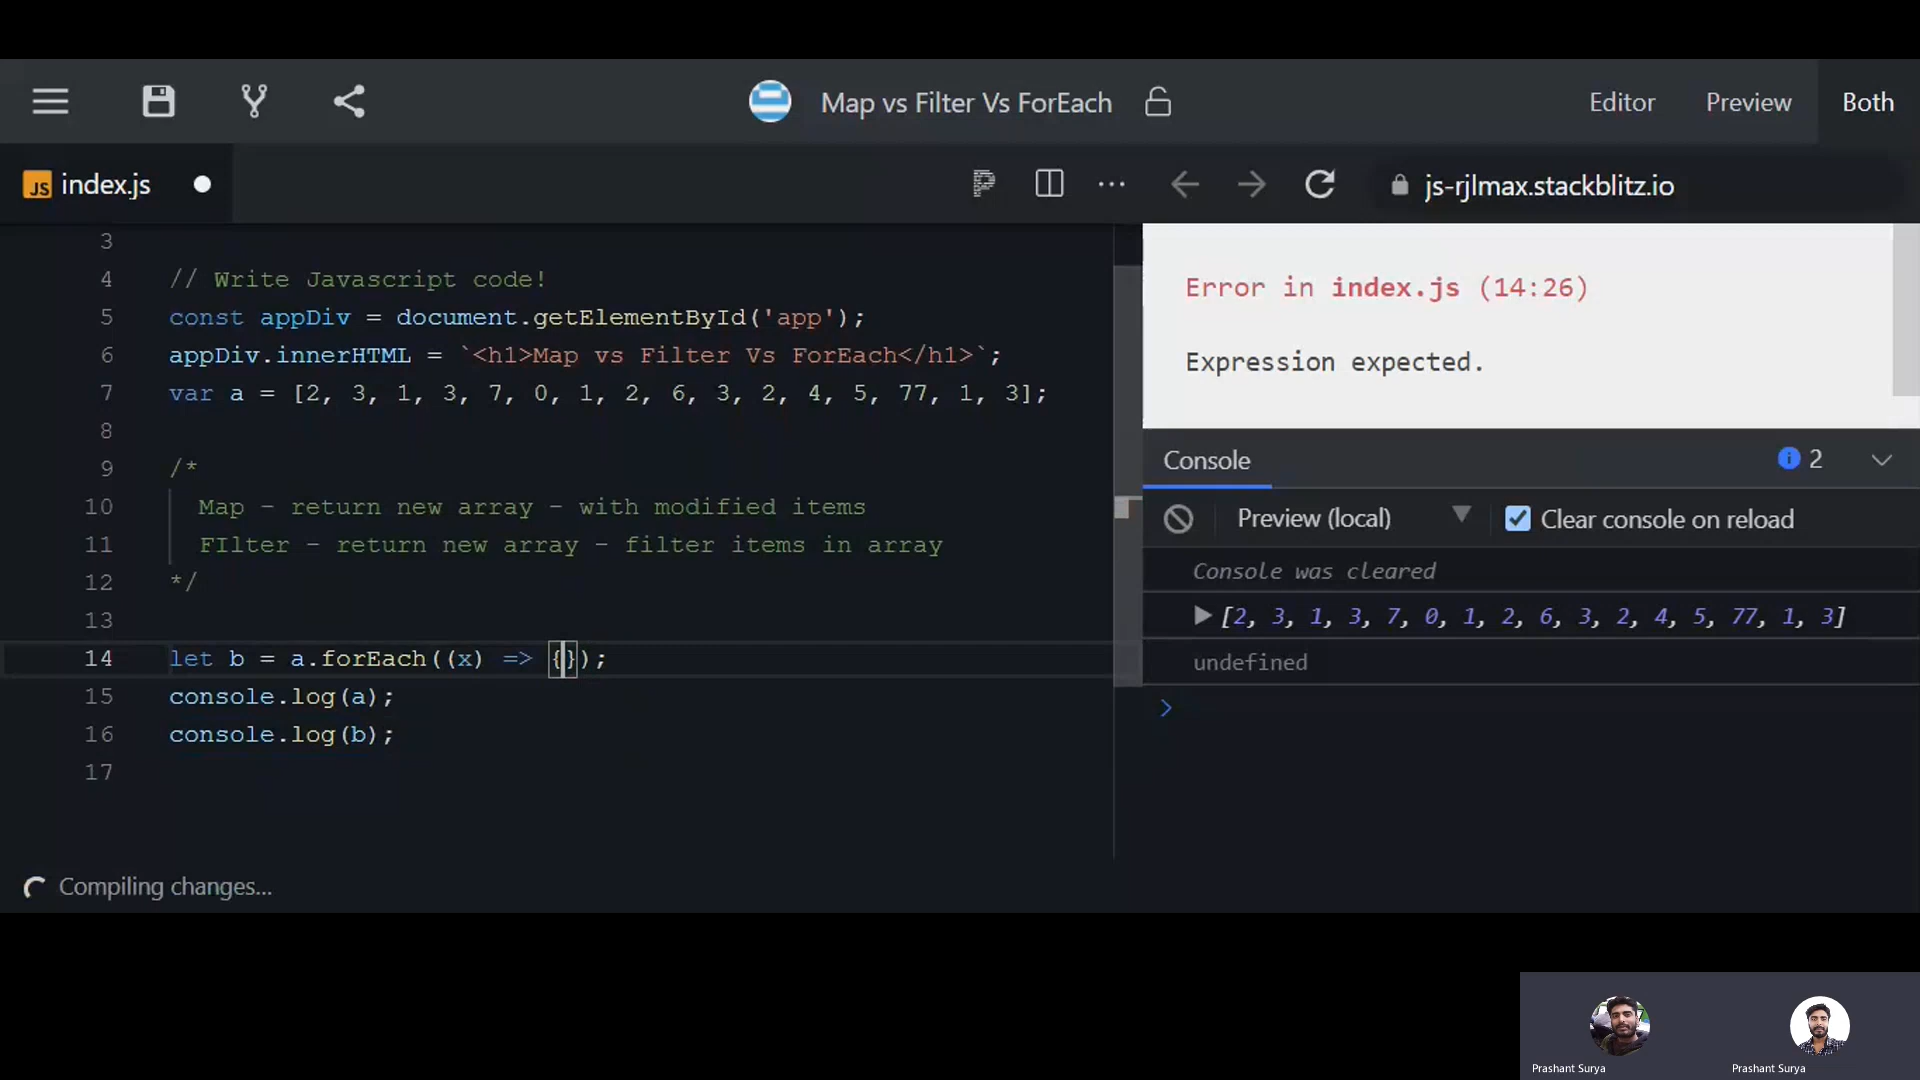 Map vs Filter Vs ForEach
Editor
Preview
Both
JS index.js
js-rjlmax.stackblitz.io
3
4 // Write Javascript code!
5 const appDiv = document.getElementById('app');
6 appDiv.innerHTML = `<h1>Map vs Filter Vs ForEach</h1>`;
7 var a = [2, 3, 1, 3, 7, 0, 1, 2, 6, 3, 2, 4, 5, 77, 1, 3];
8
9 /*
10 Map - return new array - with modified items
11 FIlter - return new array - filter items in array
12 */
13
14 let b = a.forEach((x) => {});
15 console.log(a);
16 console.log(b);
17
Compiling changes...
Error in index.js (14:26)
Expression expected.
Console
2
Preview (local)
Clear console on reload
Console was cleared
[2, 3, 1, 3, 7, 0, 1, 2, 6, 3, 2, 4, 5, 77, 1, 3]
undefined
Prashant Surya
Prashant Surya